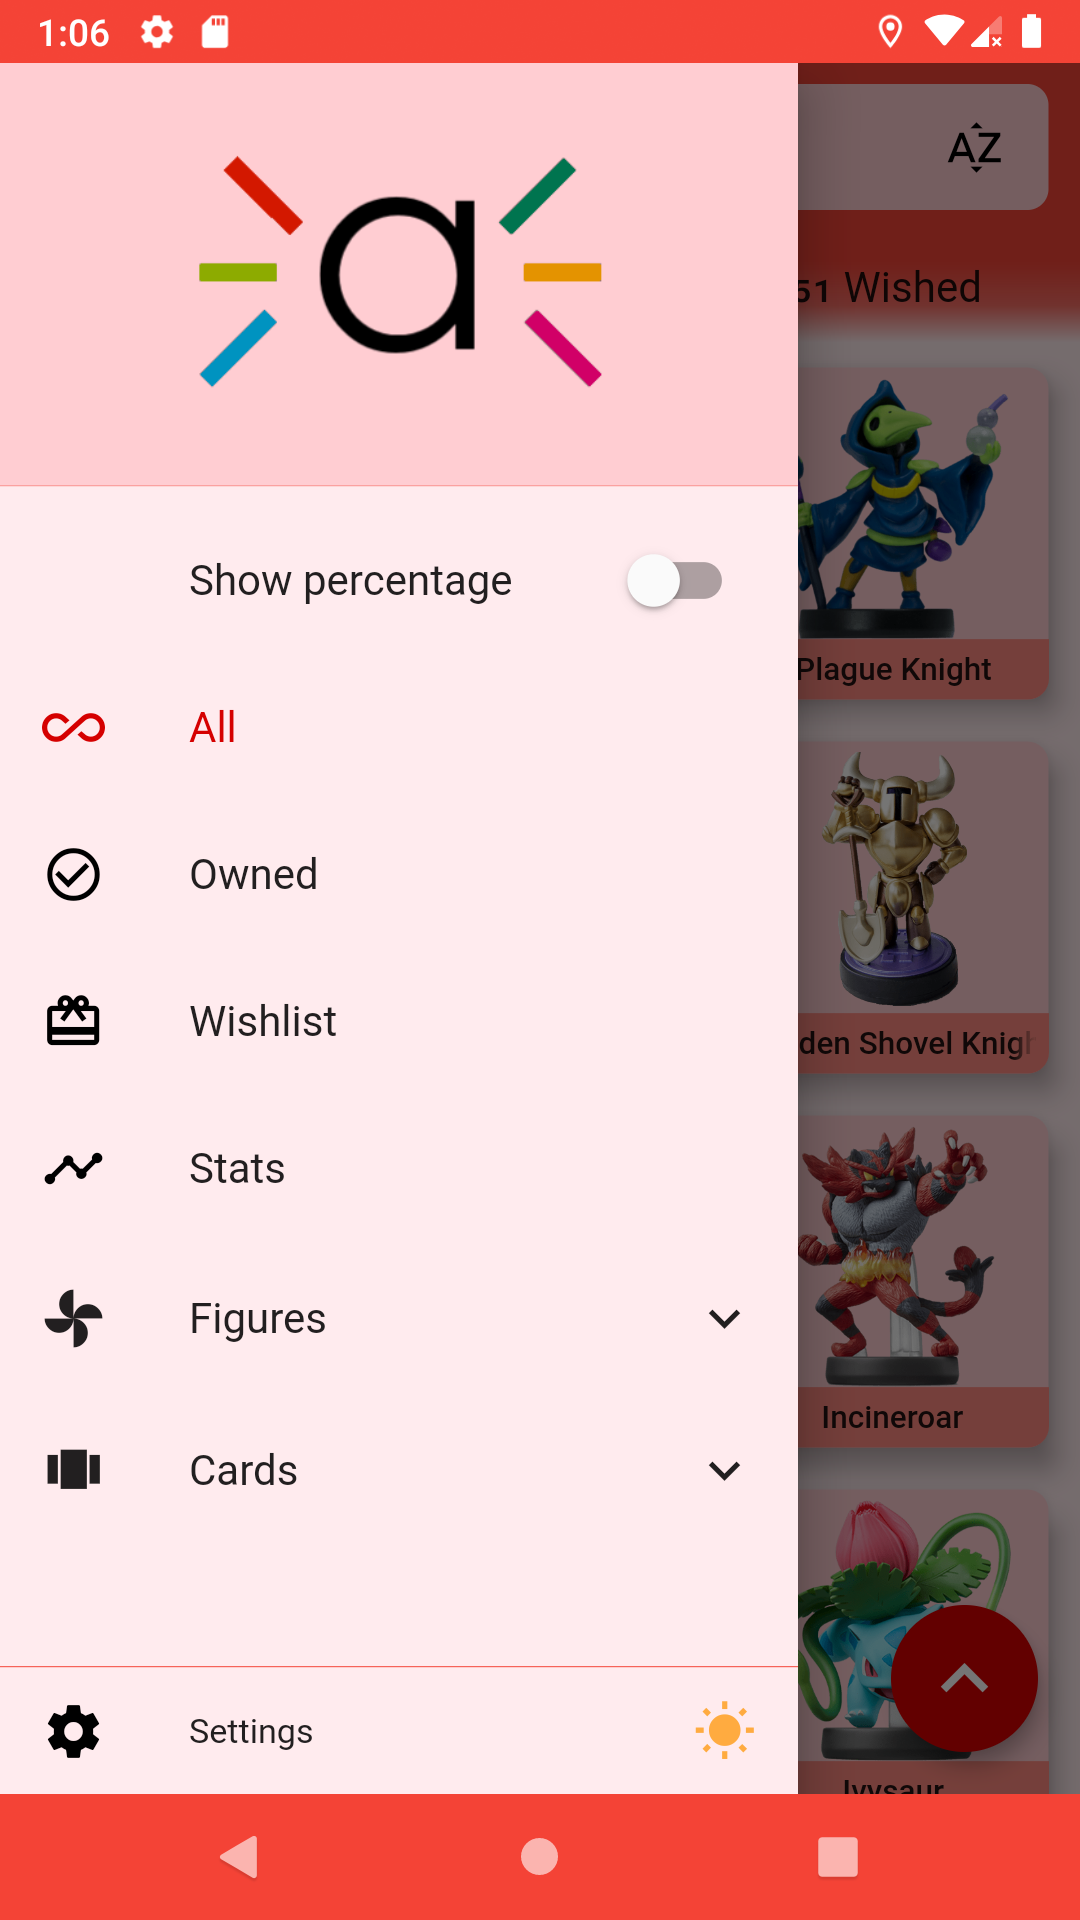 1:06
a
AZ
51 Wished
Show percentage
Plague Knight
All
Owned
Wishlist
den Shovel Knigh
Stats
Figures
Incineroar
Cards
Settings
Ivysaur